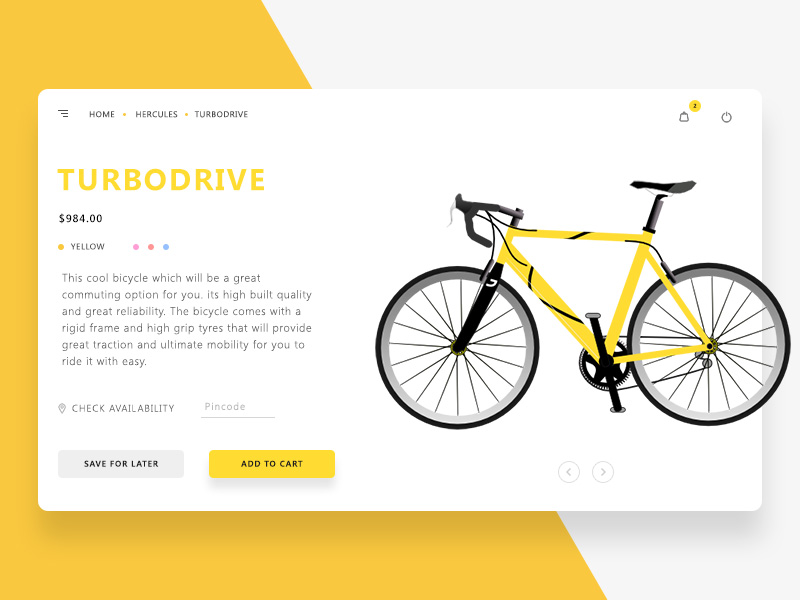 HOME • HERCULES • TURBODRIVE
2
TURBODRIVE
$984.00
YELLOW
This cool bicycle which will be a great
commuting option for you. its high built quality
and great reliability. The bicycle comes with a
rigid frame and high grip tyres that will provide
great traction and ultimate mobility for you to
ride it with easy.
CHECK AVAILABILITY Pincode
SAVE FOR LATER ADD TO CART